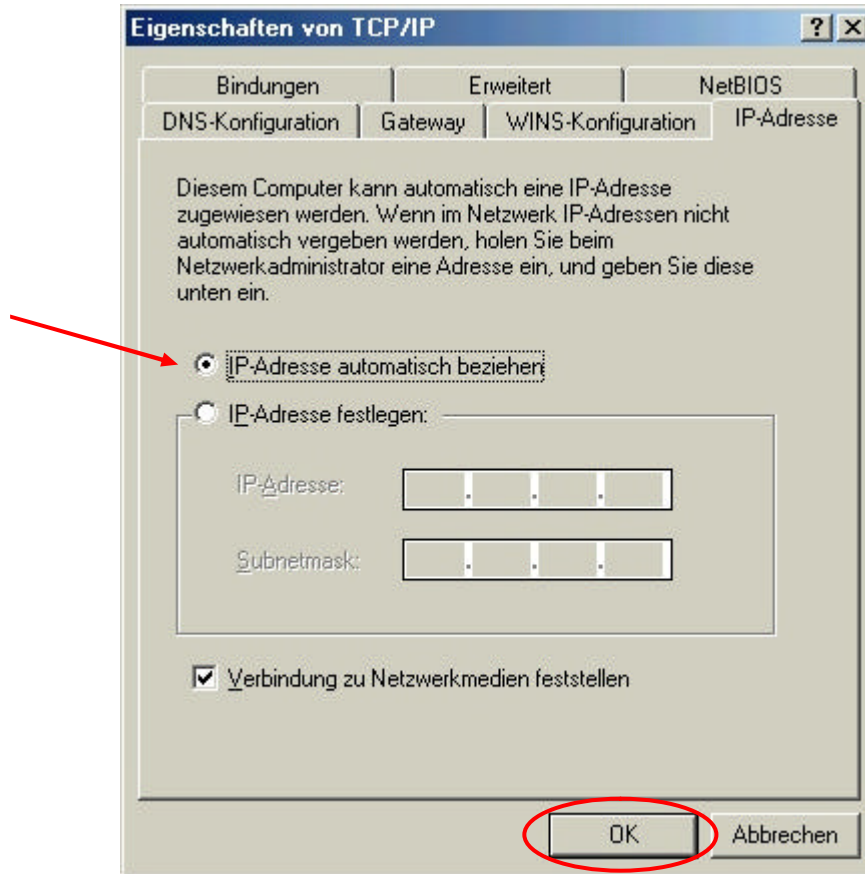 Eigenschaften von TCP/IP
Bindungen Erweitert NetBIOS
DNS-Konfiguration Gateway WINS-Konfiguration IP-Adresse
Diesem Computer kann automatisch eine IP-Adresse
zugewiesen werden. Wenn im Netzwerk IP-Adressen nicht
automatisch vergeben werden, holen Sie beim
Netzwerkadministrator eine Adresse ein, und geben Sie diese
unten ein.
IP-Adresse automatisch beziehen
IP-Adresse festlegen:
IP-Adresse:
Subnetmask:
Verbindung zu Netzwerkmedien feststellen
OK Abbrechen